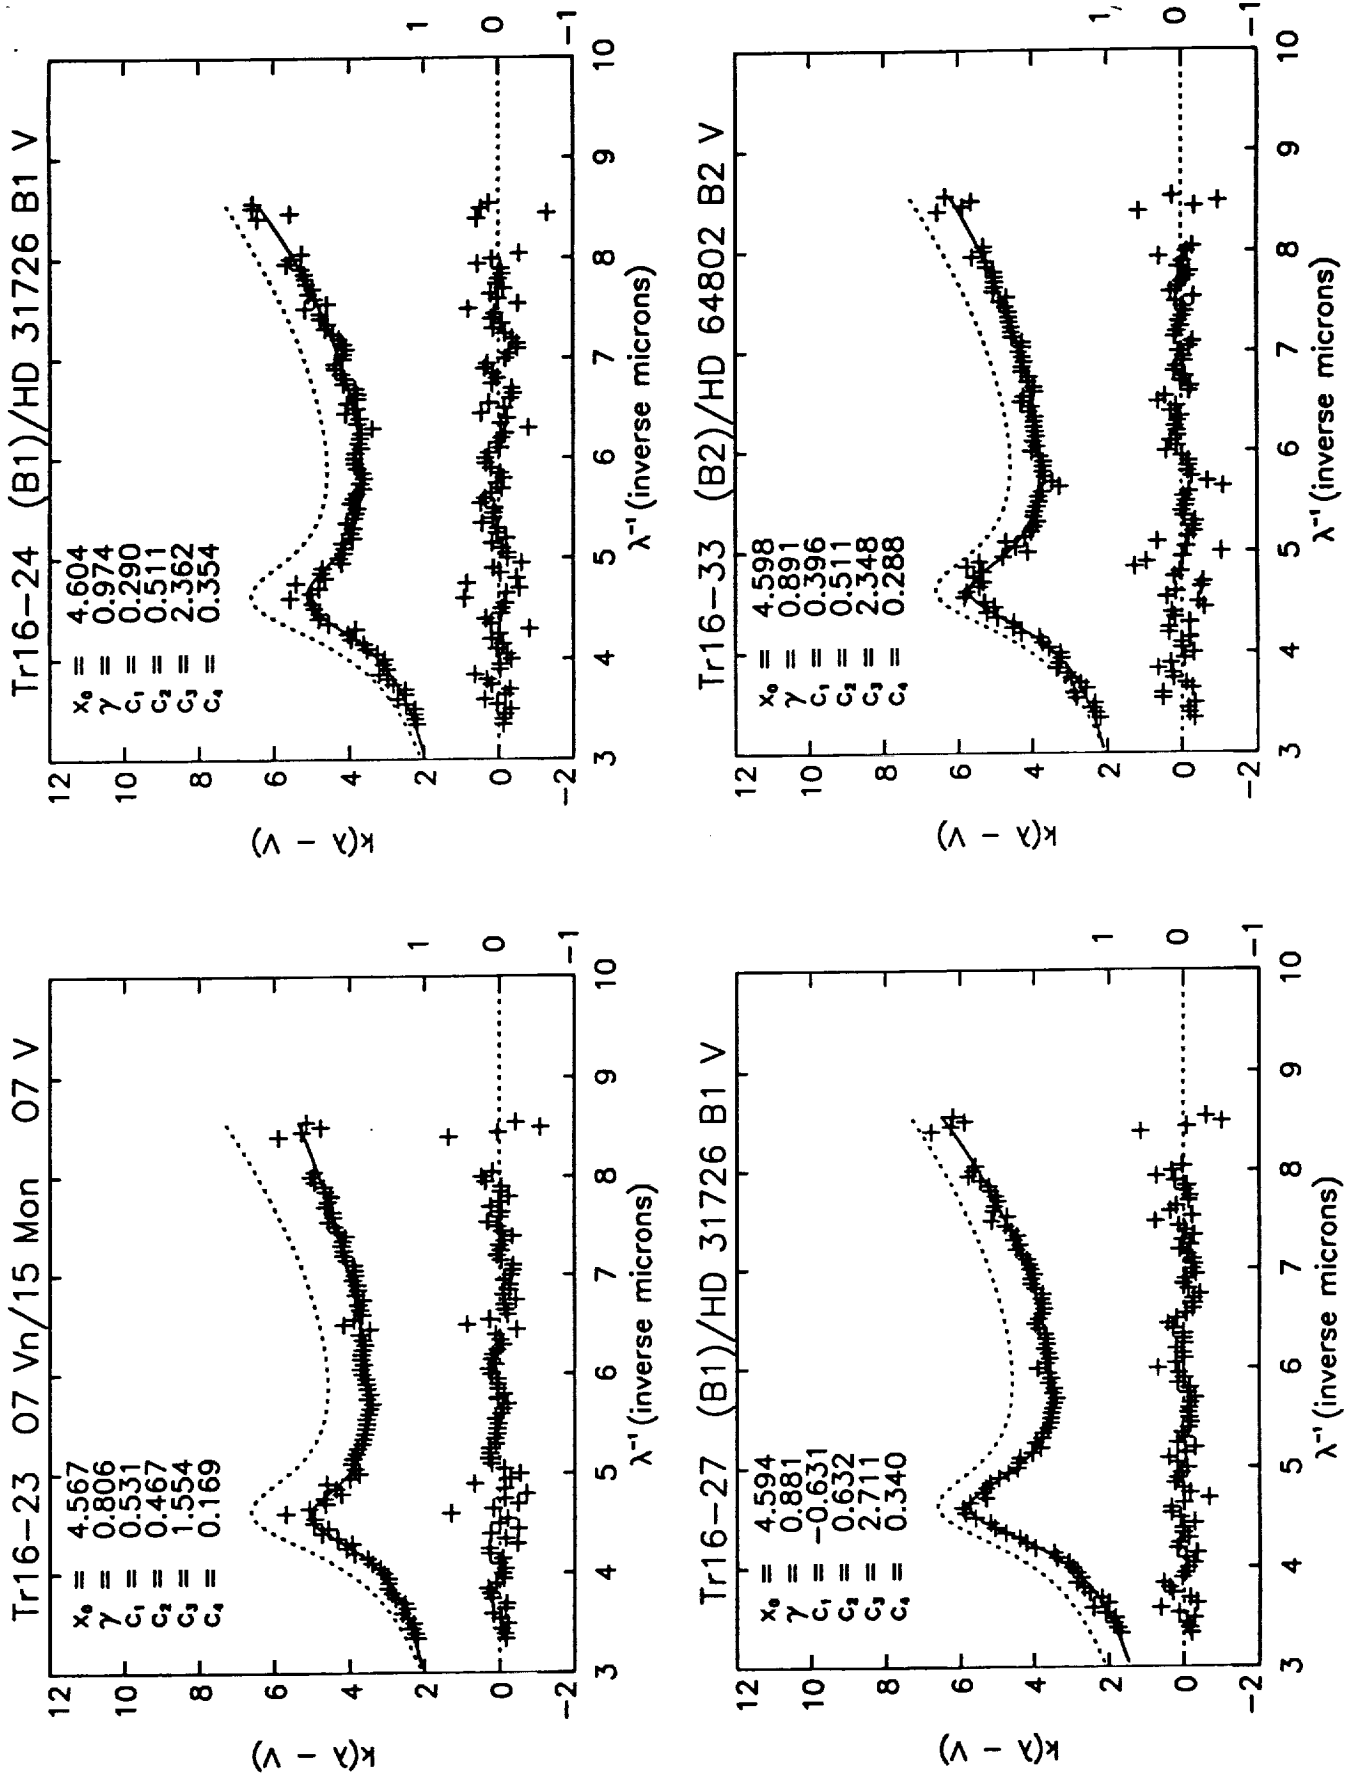 Tr16-23 07 Vn/15 Mon 07 V
x₀ = 4.567
γ = 0.806
c₁ = 0.531
c₂ = 0.467
c₃ = 1.554
c₄ = 0.169
12
10
8
6
4
2
0
-2
k(λ - V)
1
0
-1
3 4 5 6 7 8 9 10
λ⁻¹ (inverse microns)
Tr16-24 (B1)/HD 31726 B1 V
x₀ = 4.604
γ = 0.974
c₁ = 0.290
c₂ = 0.511
c₃ = 2.362
c₄ = 0.354
12
10
8
6
4
2
0
-2
k(λ - V)
1
0
-1
3 4 5 6 7 8 9 10
λ⁻¹ (inverse microns)
Tr16-27 (B1)/HD 31726 B1 V
x₀ = 4.594
γ = 0.881
c₁ = -0.631
c₂ = 0.632
c₃ = 2.711
c₄ = 0.340
12
10
8
6
4
2
0
-2
k(λ - V)
1
0
-1
3 4 5 6 7 8 9 10
λ⁻¹ (inverse microns)
Tr16-33 (B2)/HD 64802 B2 V
x₀ = 4.598
γ = 0.891
c₁ = 0.396
c₂ = 0.511
c₃ = 2.348
c₄ = 0.288
12
10
8
6
4
2
0
-2
k(λ - V)
1
0
-1
3 4 5 6 7 8 9 10
λ⁻¹ (inverse microns)